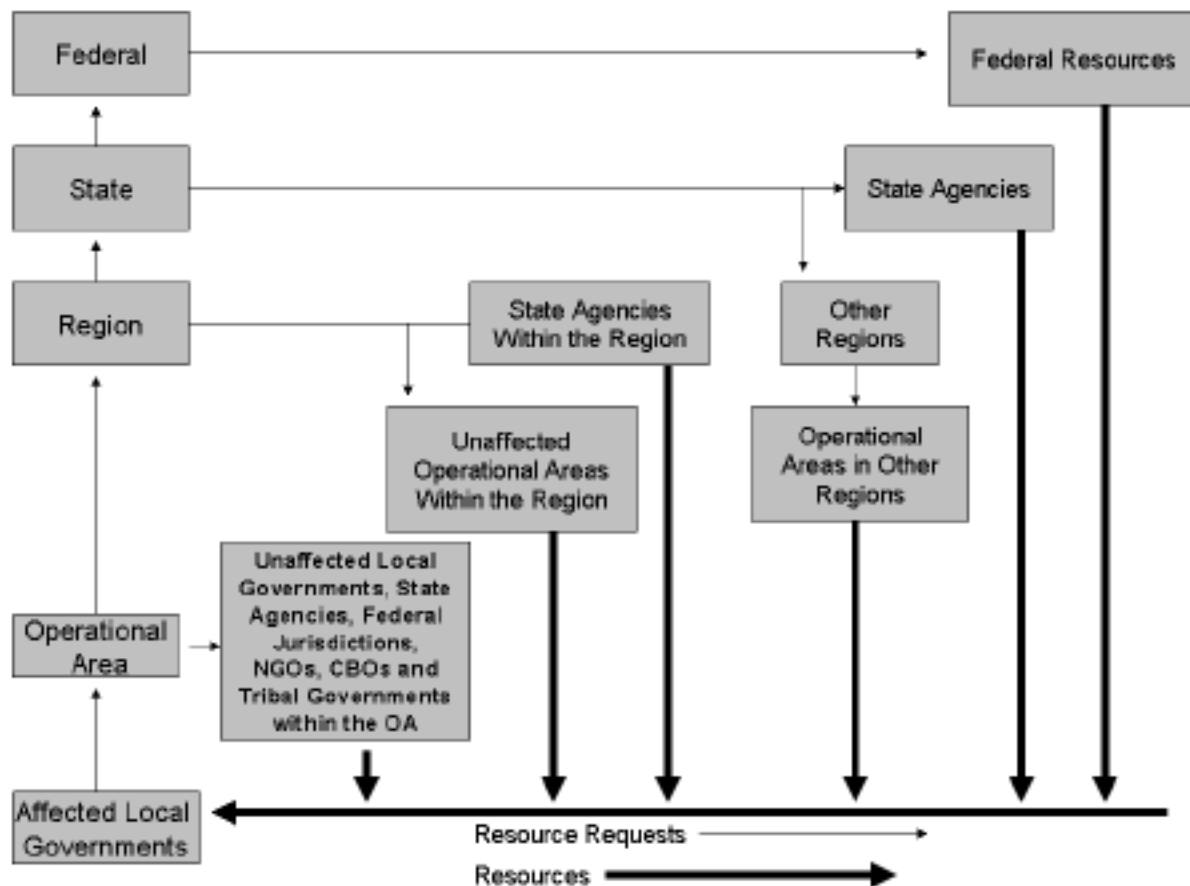 Federal
Federal Resources
State
State Agencies
Region
State Agencies
Within the Region
Other
Regions
Unaffected
Operational Areas
Within the Region
Operational
Areas in Other
Regions
Operational
Area
Unaffected Local
Governments, State
Agencies, Federal
Jurisdictions,
NGOs, CBOs and
Tribal Governments
within the OA
Affected Local
Governments
Resource Requests
Resources